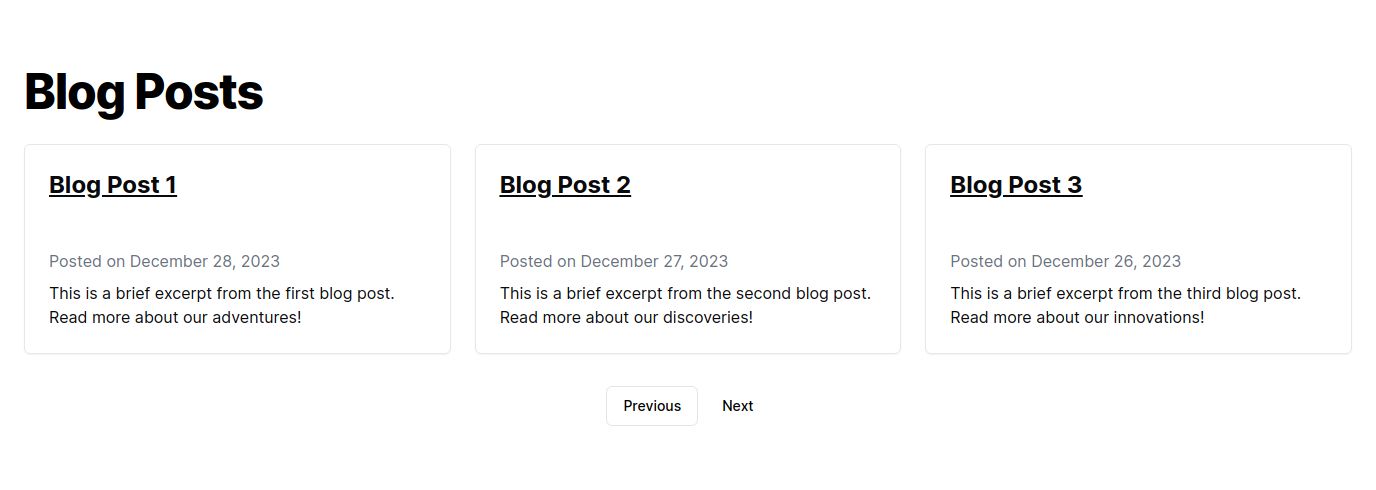 Blog Posts
Blog Post 1
Posted on December 28, 2023
This is a brief excerpt from the first blog post.
Read more about our adventures!
Blog Post 2
Posted on December 27, 2023
This is a brief excerpt from the second blog post.
Read more about our discoveries!
Blog Post 3
Posted on December 26, 2023
This is a brief excerpt from the third blog post.
Read more about our innovations!
Previous
Next